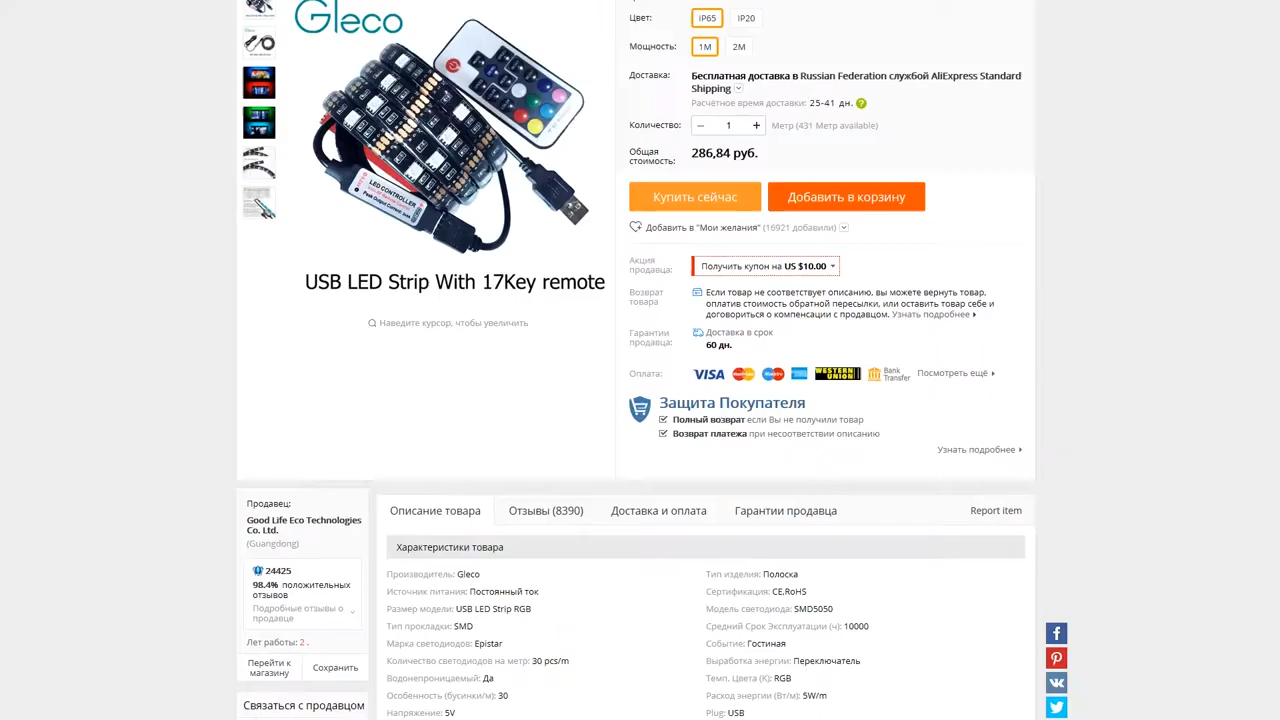 Gleco
LED CONTROLLER
USB LED Strip With 17Key remote
Наведите курсор, чтобы увеличить
Цвет: IP65 IP20
Мощность: 1M 2M
Доставка: Бесплатная доставка в Russian Federation службой AliExpress Standard
Shipping
Расчётное время доставки: 25-41 дн. ?
Количество: – 1 + Метр (431 Метр available)
Общая
стоимость: 286,84 руб.
Купить сейчас Добавить в корзину
Добавить в "Мои желания" (16921 добавили)
Акция
продавца: Получить купон на US $10.00
Возврат
товара
Если товар не соответствует описанию, вы можете вернуть товар,
оплатив стоимость обратной пересылки, или оставить товар себе и
договориться о компенсации с продавцом. Узнать подробнее
Гарантии
продавца:
Доставка в срок
60 дн.
Оплата: VISA MasterCard Maestro WESTERN UNION Bank Transfer Посмотреть ещё
Защита Покупателя
Полный возврат если Вы не получили товар
Возврат платежа при несоответствии описанию
Узнать подробнее
Продавец:
Good Life Eco Technologies
Co. Ltd.
(Guangdong)
24425
98.4% положительных
отзывов
Подробные отзывы о
продавце
Лет работы: 2 .
Перейти к
магазину
Сохранить
Связаться с продавцом
Описание товара Отзывы (8390) Доставка и оплата Гарантии продавца Report item
Характеристики товара
Производитель: Gleco Тип изделия: Полоска
Источник питания: Постоянный ток Сертификация: CE,RoHS
Размер модели: USB LED Strip RGB Модель светодиода: SMD5050
Тип прокладки: SMD Средний Срок Эксплуатации (ч): 10000
Марка светодиодов: Epistar Событие: Гостиная
Количество светодиодов на метр: 30 pcs/m Выработка энергии: Переключатель
Водонепроницаемый: Да Темп. Цвета (K): RGB
Особенность (бусинки/м): 30 Расход энергии (Вт/м): 5W/m
Напряжение: 5V Plug: USB